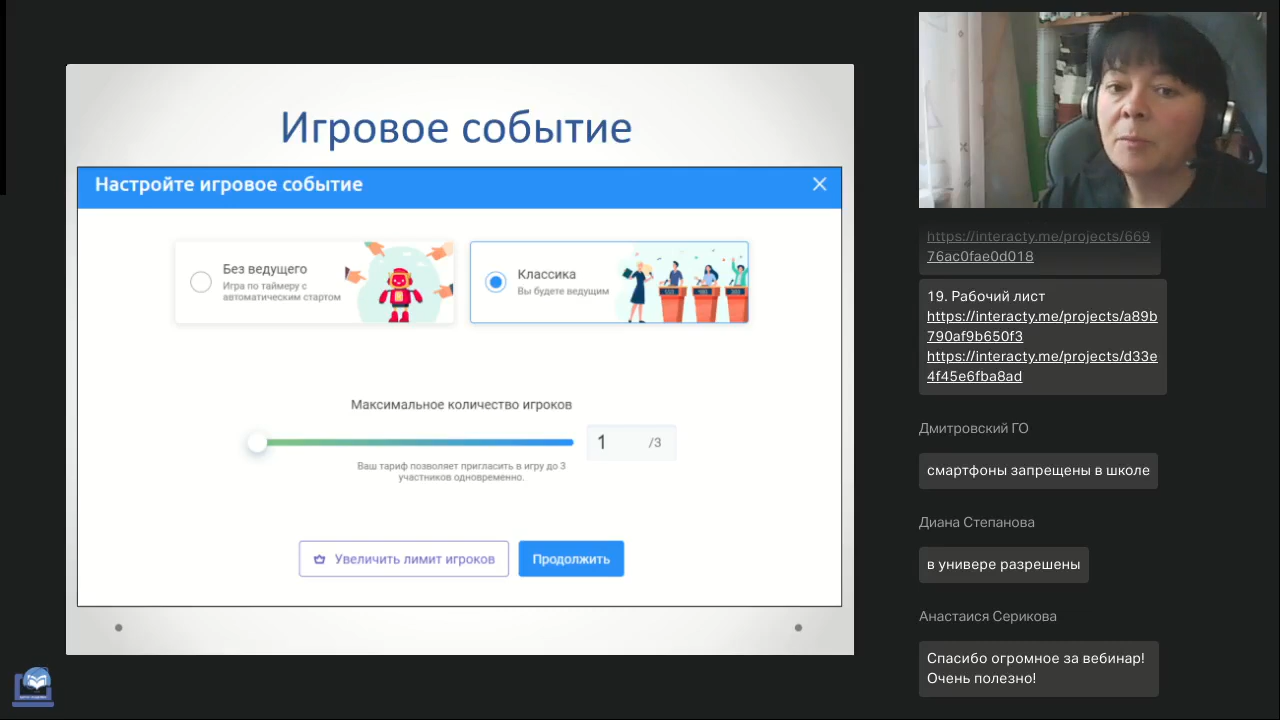 Игровое событие
Настройте игровое событие
Без ведущего
Игра по таймеру с
автоматическим стартом
Классика
Вы будете ведущим
Максимальное количество игроков
1 /3
Ваш тариф позволяет пригласить в игру до 3
участников одновременно.
Увеличить лимит игроков
Продолжить
https://interacty.me/projects/669
76ac0fae0d018
19. Рабочий лист
https://interacty.me/projects/a89b
790af9b650f3
https://interacty.me/projects/d33e
4f45e6fba8ad
Дмитровский ГО
смартфоны запрещены в школе
Диана Степанова
в универе разрешены
Анастаися Серикова
Спасибо огромное за вебинар!
Очень полезно!